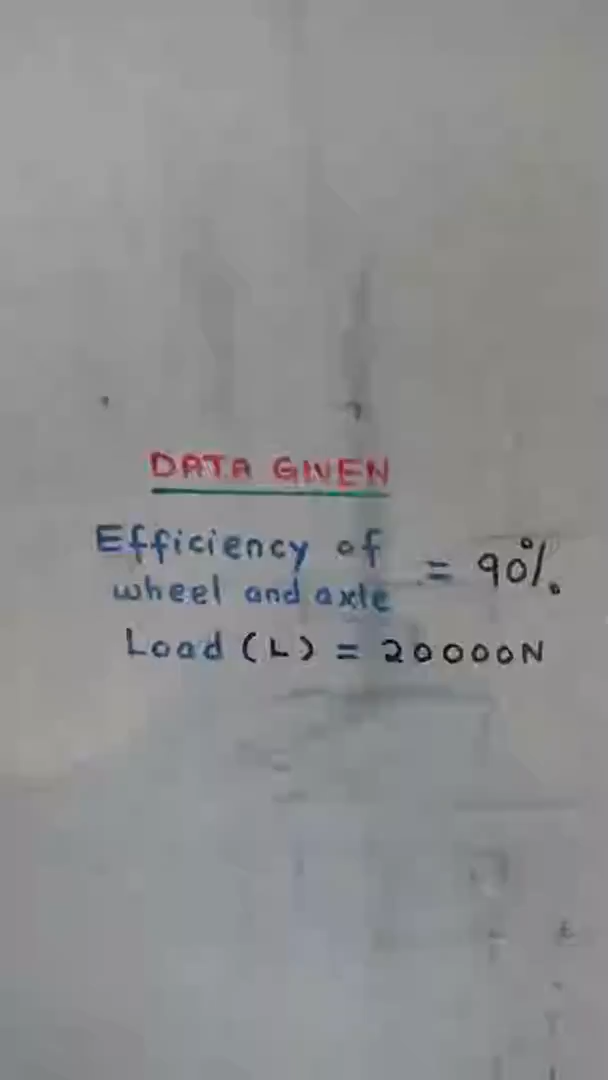 DATA GIVEN
Efficiency of
wheel and axle = 90%
Load (L) = 20000N